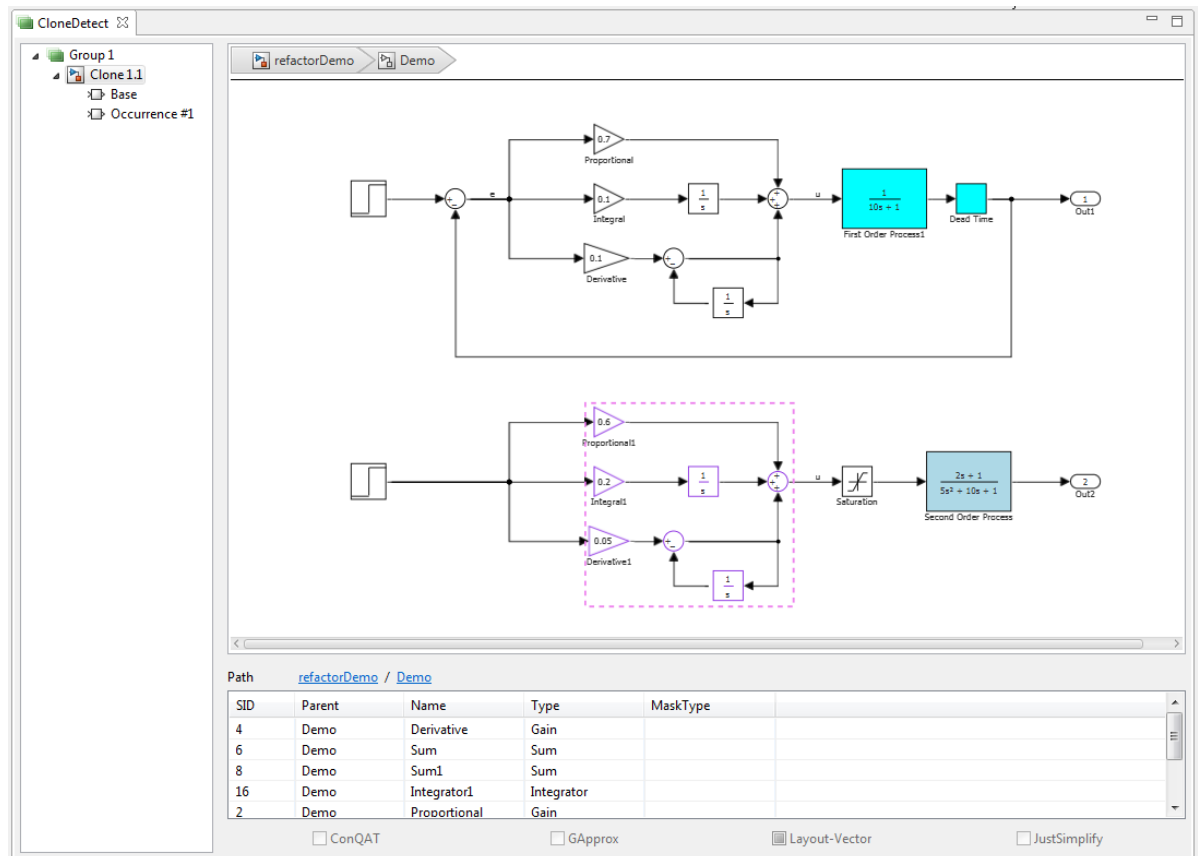 CloneDetect
Group 1
Clone 1.1
Base
Occurrence #1
refactorDemo
Demo
0.7
Proportional
e
0.1
Integral
1
s
u
1
10s + 1
First Order Process1
Dead Time
1
Out1
0.1
Derivative
1
s
0.6
Proportional1
0.2
Integral1
1
s
u
Saturation
2s + 1
5s² + 10s + 1
Second Order Process
2
Out2
0.05
Derivative1
1
s
Path refactorDemo / Demo
SID Parent Name Type MaskType
4 Demo Derivative Gain
6 Demo Sum Sum
8 Demo Sum1 Sum
16 Demo Integrator1 Integrator
2 Demo Proportional Gain
ConQAT GApprox Layout-Vector JustSimplify